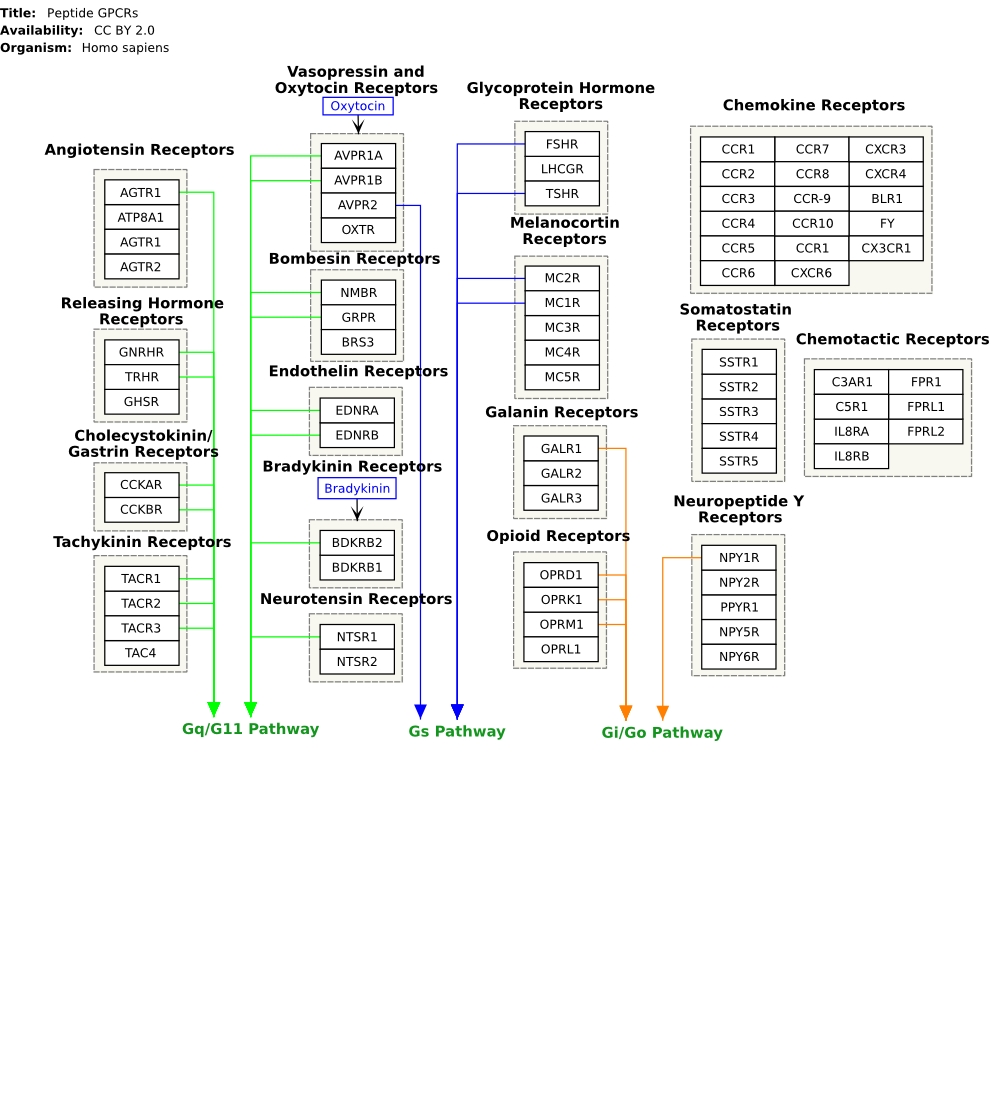 Title: Peptide GPCRs
Availability: CC BY 2.0
Organism: Homo sapiens
Angiotensin Receptors
AGTR1
ATP8A1
AGTR1
AGTR2
Releasing Hormone
Receptors
GNRHR
TRHR
GHSR
Cholecystokinin/
Gastrin Receptors
CCKAR
CCKBR
Tachykinin Receptors
TACR1
TACR2
TACR3
TAC4
Vasopressin and
Oxytocin Receptors
Oxytocin
AVPR1A
AVPR1B
AVPR2
OXTR
Bombesin Receptors
NMBR
GRPR
BRS3
Endothelin Receptors
EDNRA
EDNRB
Bradykinin Receptors
Bradykinin
BDKRB2
BDKRB1
Neurotensin Receptors
NTSR1
NTSR2
Glycoprotein Hormone
Receptors
FSHR
LHCGR
TSHR
Melanocortin
Receptors
MC2R
MC1R
MC3R
MC4R
MC5R
Galanin Receptors
GALR1
GALR2
GALR3
Opioid Receptors
OPRD1
OPRK1
OPRM1
OPRL1
Chemokine Receptors
CCR1 CCR7 CXCR3
CCR2 CCR8 CXCR4
CCR3 CCR-9 BLR1
CCR4 CCR10 FY
CCR5 CCR1 CX3CR1
CCR6 CXCR6
Somatostatin
Receptors
SSTR1
SSTR2
SSTR3
SSTR4
SSTR5
Chemotactic Receptors
C3AR1 FPR1
C5R1 FPRL1
IL8RA FPRL2
IL8RB
Neuropeptide Y
Receptors
NPY1R
NPY2R
PPYR1
NPY5R
NPY6R
Gq/G11 Pathway
Gs Pathway
Gi/Go Pathway